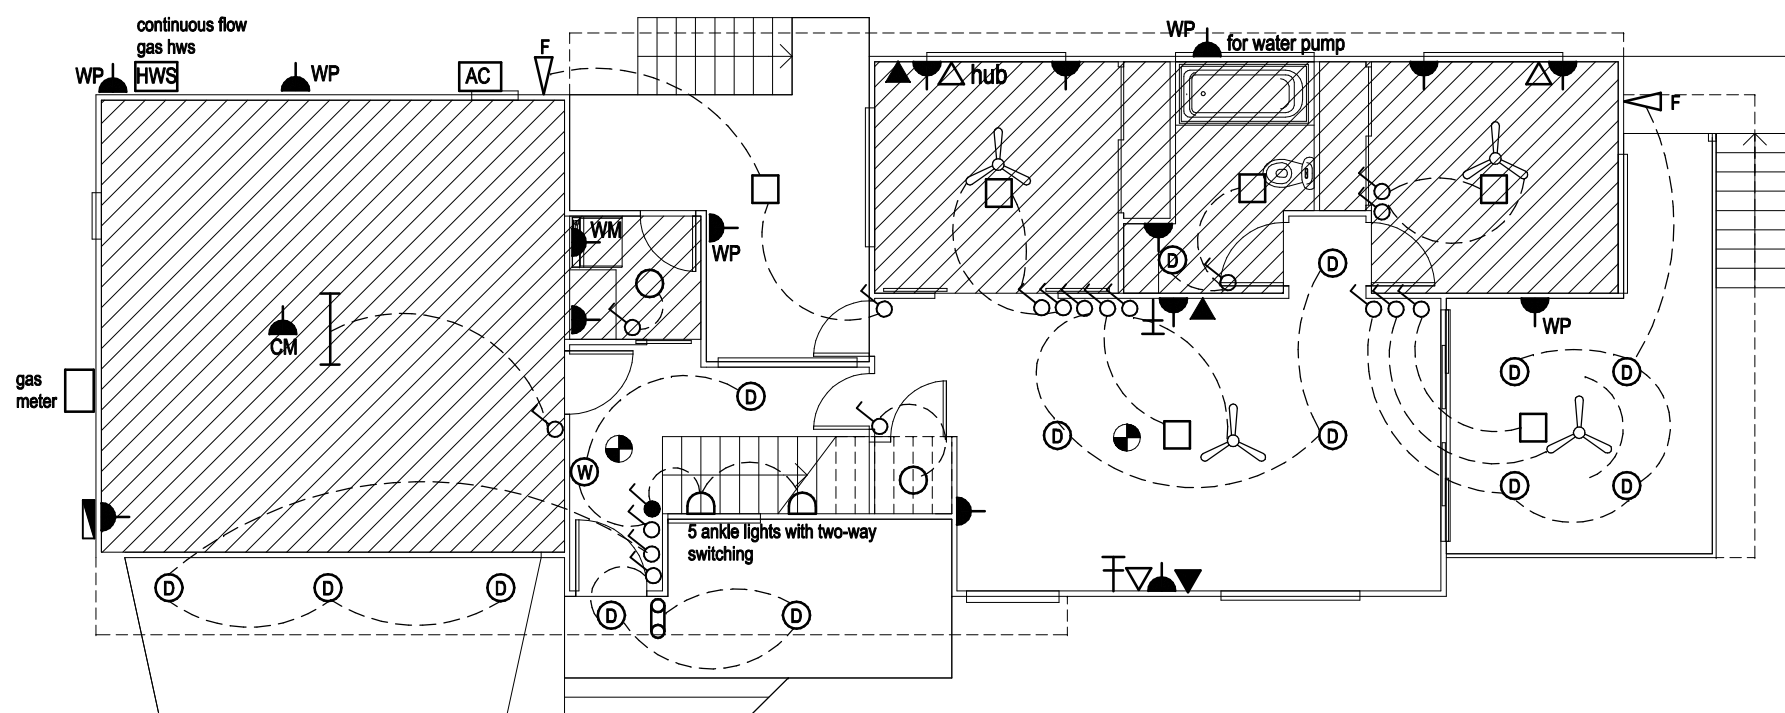 continuous flow
gas hws
WP
HWS
WP
AC
F
WP
for water pump
hub
F
WM
WP
D
D
CM
WP
gas
meter
D
D
D
D
D
D
W
D
D
5 ankle lights with two-way
switching
D
D
D
D
D